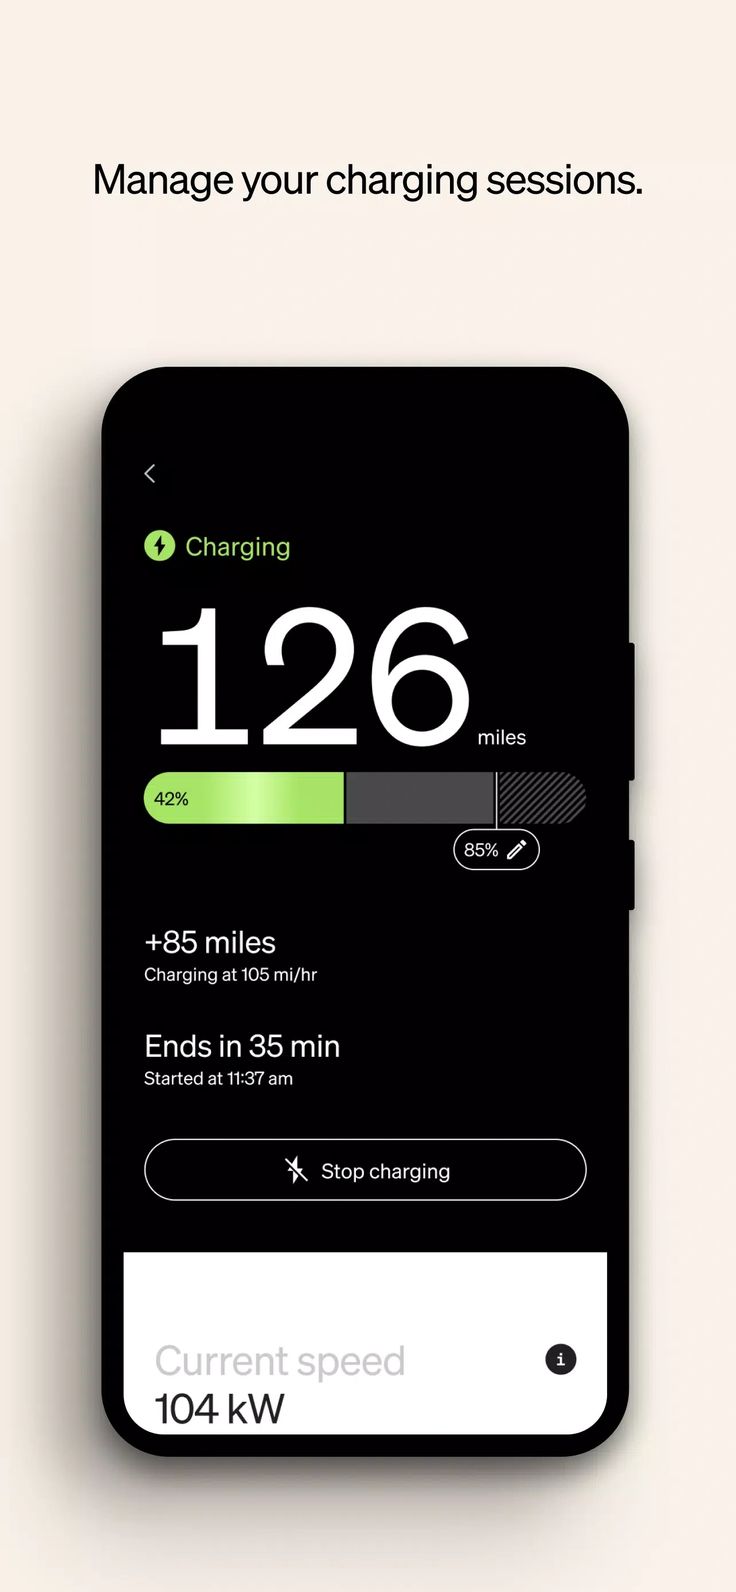 Manage your charging sessions.
Charging
126 miles
42%
85%
+85 miles
Charging at 105 mi/hr
Ends in 35 min
Started at 11:37 am
Stop charging
Current speed
i
104 kW